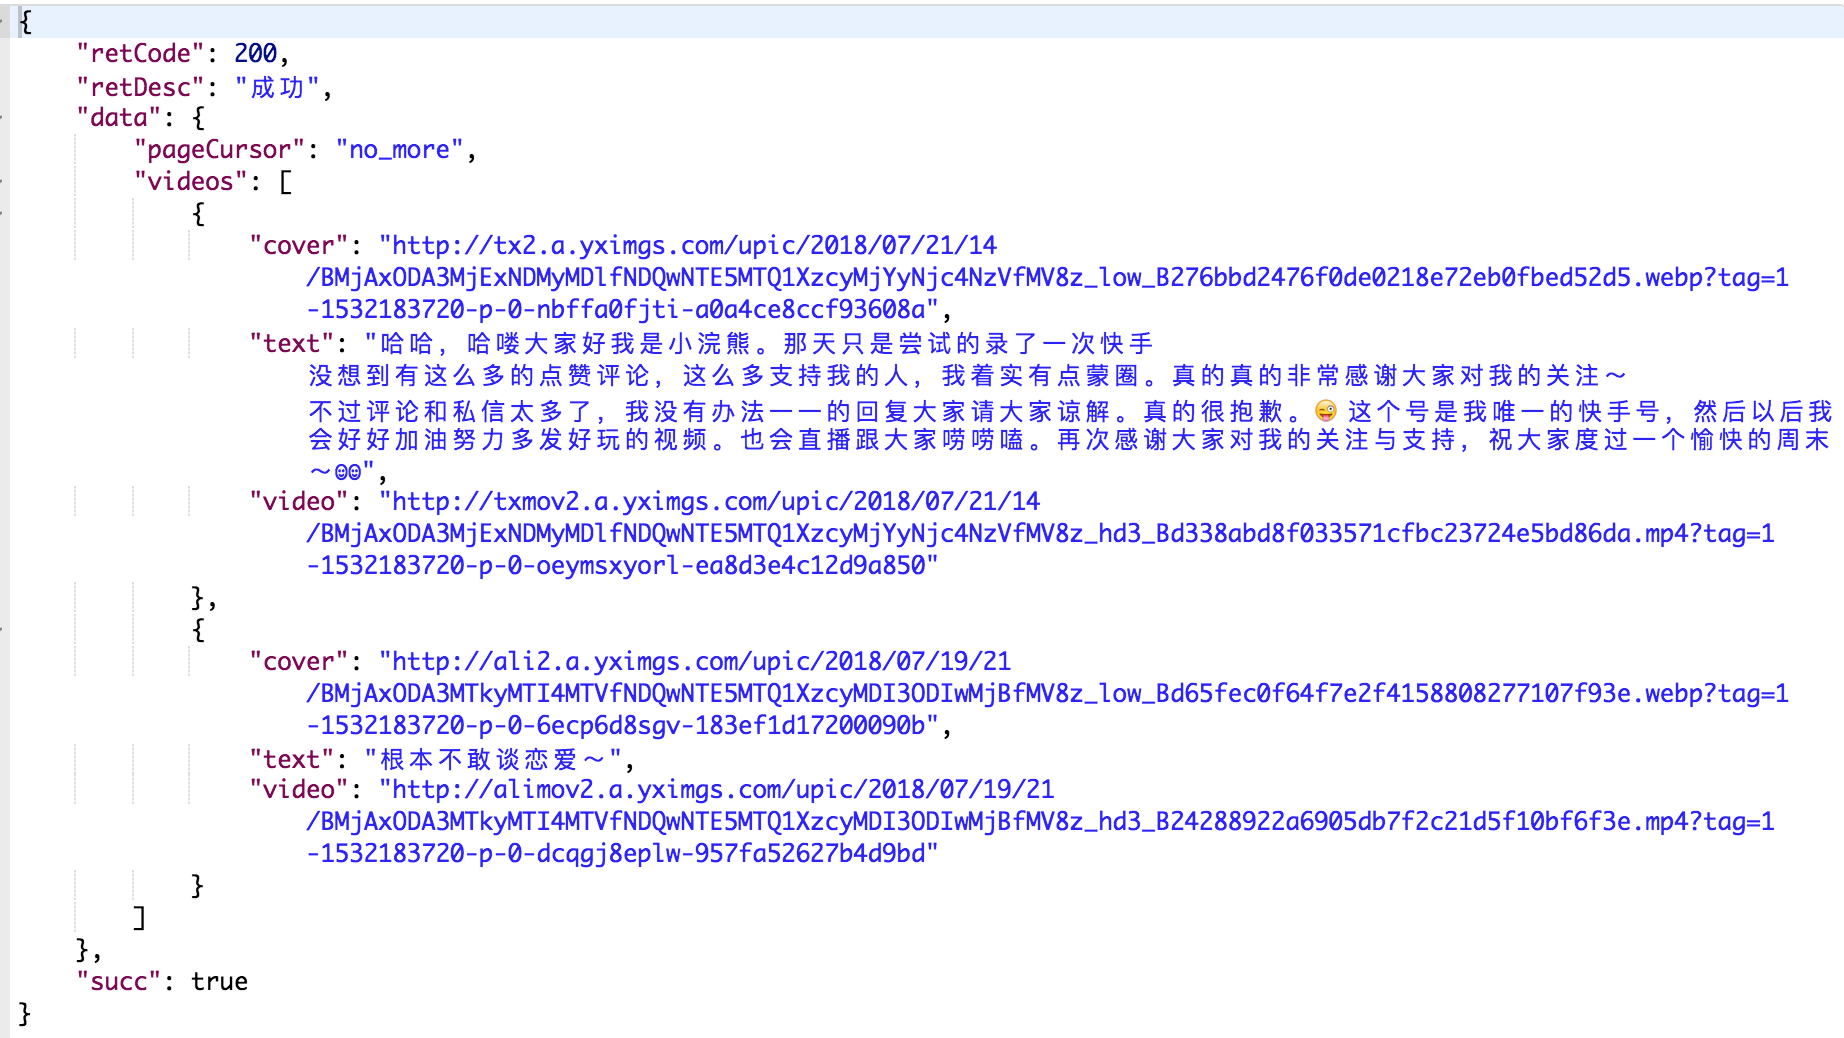 {
"retCode": 200,
"retDesc": "成功",
"data": {
"pageCursor": "no_more",
"videos": [
{
"cover": "http://tx2.a.yximgs.com/upic/2018/07/21/14
/BMjAxODA3MjExNDMyMDlfNDQwNTE5MTQ1XzcyMjYyNjc4NzVfMV8z_low_B276bbd2476f0de0218e72eb0fbed52d5.webp?tag=1
-1532183720-p-0-nbffa0fjti-a0a4ce8ccf93608a",
"text": "哈哈，哈喽大家好我是小浣熊。那天只是尝试的录了一次快手
没想到有这么多的点赞评论，这么多支持我的人，我着实有点蒙圈。真的真的非常感谢大家对我的关注～
不过评论和私信太多了，我没有办法一一的回复大家请大家谅解。真的很抱歉。😜 这个号是我唯一的快手号，然后以后我
会好好加油努力多发好玩的视频。也会直播跟大家唠唠嗑。再次感谢大家对我的关注与支持，祝大家度过一个愉快的周末
～",
"video": "http://txmov2.a.yximgs.com/upic/2018/07/21/14
/BMjAxODA3MjExNDMyMDlfNDQwNTE5MTQ1XzcyMjYyNjc4NzVfMV8z_hd3_Bd338abd8f033571cfbc23724e5bd86da.mp4?tag=1
-1532183720-p-0-oeymsxyorl-ea8d3e4c12d9a850"
},
{
"cover": "http://ali2.a.yximgs.com/upic/2018/07/19/21
/BMjAxODA3MTkyMTI4MTVfNDQwNTE5MTQ1XzcyMDI3ODIwMjBfMV8z_low_Bd65fec0f64f7e2f4158808277107f93e.webp?tag=1
-1532183720-p-0-6ecp6d8sgv-183ef1d17200090b",
"text": "根本不敢谈恋爱～",
"video": "http://alimov2.a.yximgs.com/upic/2018/07/19/21
/BMjAxODA3MTkyMTI4MTVfNDQwNTE5MTQ1XzcyMDI3ODIwMjBfMV8z_hd3_B24288922a6905db7f2c21d5f10bf6f3e.mp4?tag=1
-1532183720-p-0-dcqgj8eplw-957fa52627b4d9bd"
}
]
},
"succ": true
}